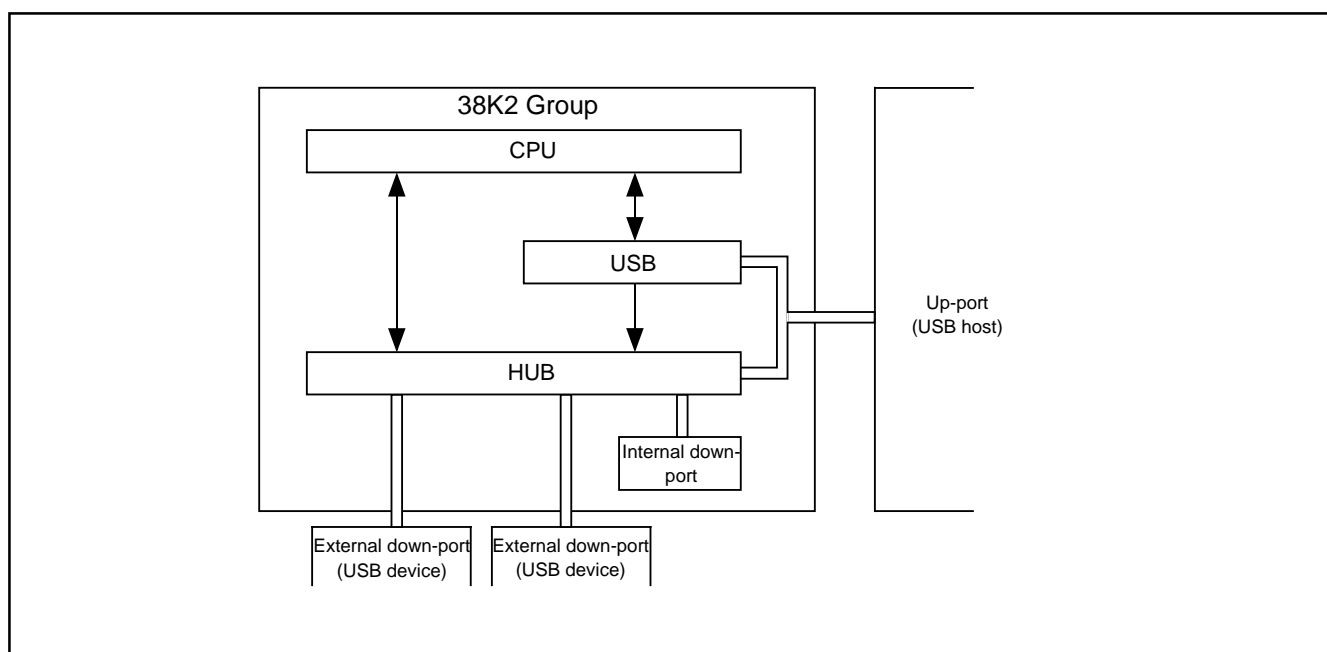 38K2 Group
CPU
USB
Up-port
(USB host)
HUB
Internal down-
port
External down-port
(USB device)
External down-port
(USB device)